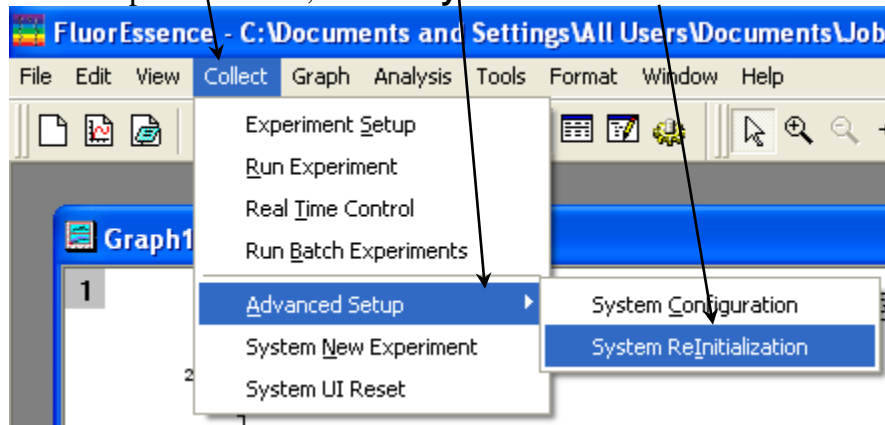 FluorEssence - C:\Documents and Settings\All Users\Documents\Job
File Edit View Collect Graph Analysis Tools Format Window Help
Experiment Setup
Run Experiment
Real Time Control
Run Batch Experiments
Graph1
1
Advanced Setup
System Configuration
System New Experiment
System ReInitialization
2
System UI Reset